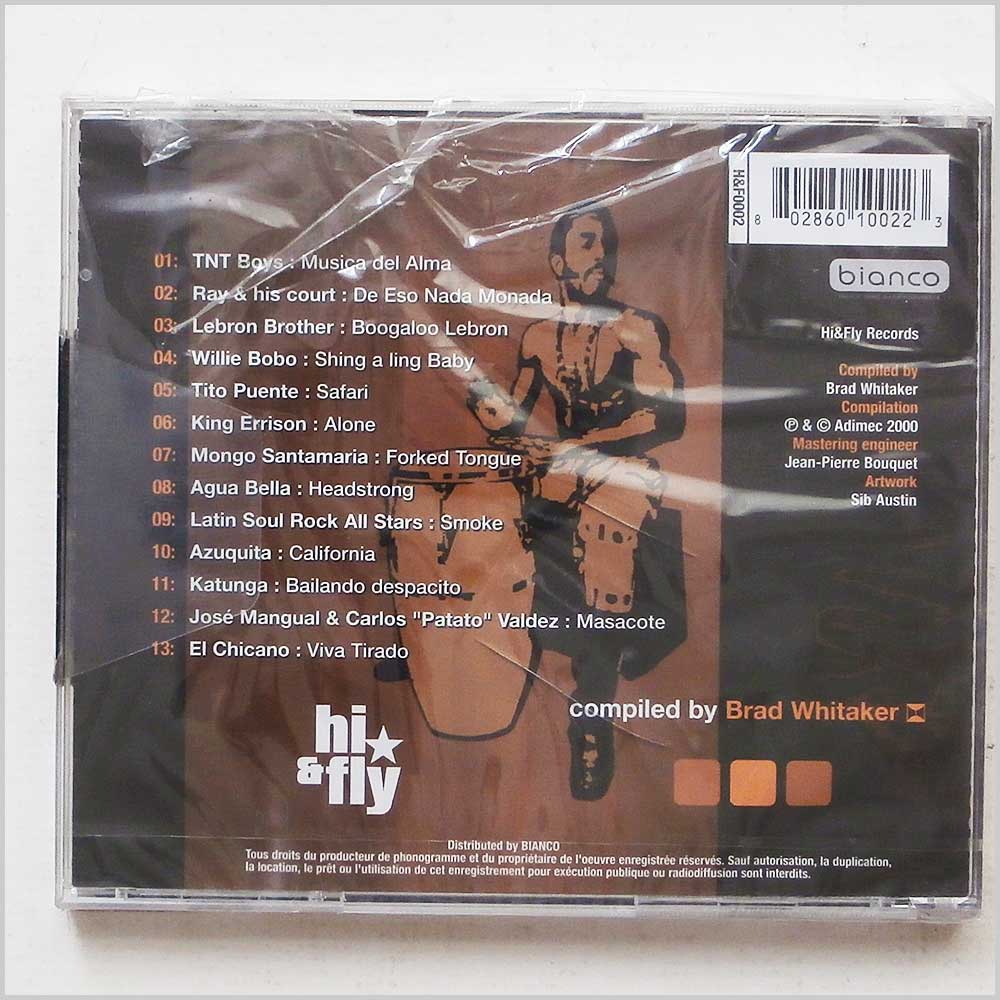 01: TNT Boys : Musica del Alma
02: Ray & his court : De Eso Nada Monada
03: Lebron Brother : Boogaloo Lebron
04: Willie Bobo : Shing a ling Baby
05: Tito Puente : Safari
06: King Errison : Alone
07: Mongo Santamaria : Forked Tongue
08: Agua Bella : Headstrong
09: Latin Soul Rock All Stars : Smoke
10: Azuquita : California
11: Katunga : Bailando despacito
12: José Mangual & Carlos "Patato" Valdez : Masacote
13: El Chicano : Viva Tirado
H&F0002
8 02860 10022 3
bianco
Hi&Fly Records
Compiled by
Brad Whitaker
Compilation
℗ & © Adimec 2000
Mastering engineer
Jean-Pierre Bouquet
Artwork
Sib Austin
compiled by Brad Whitaker
hi
&fly
Distributed by BIANCO
Tous droits du producteur de phonogramme et du propriétaire de l'oeuvre enregistrée réservés. Sauf autorisation, la duplication,
la location, le prêt ou l'utilisation de cet enregistrement pour exécution publique ou radiodiffusion sont interdits.